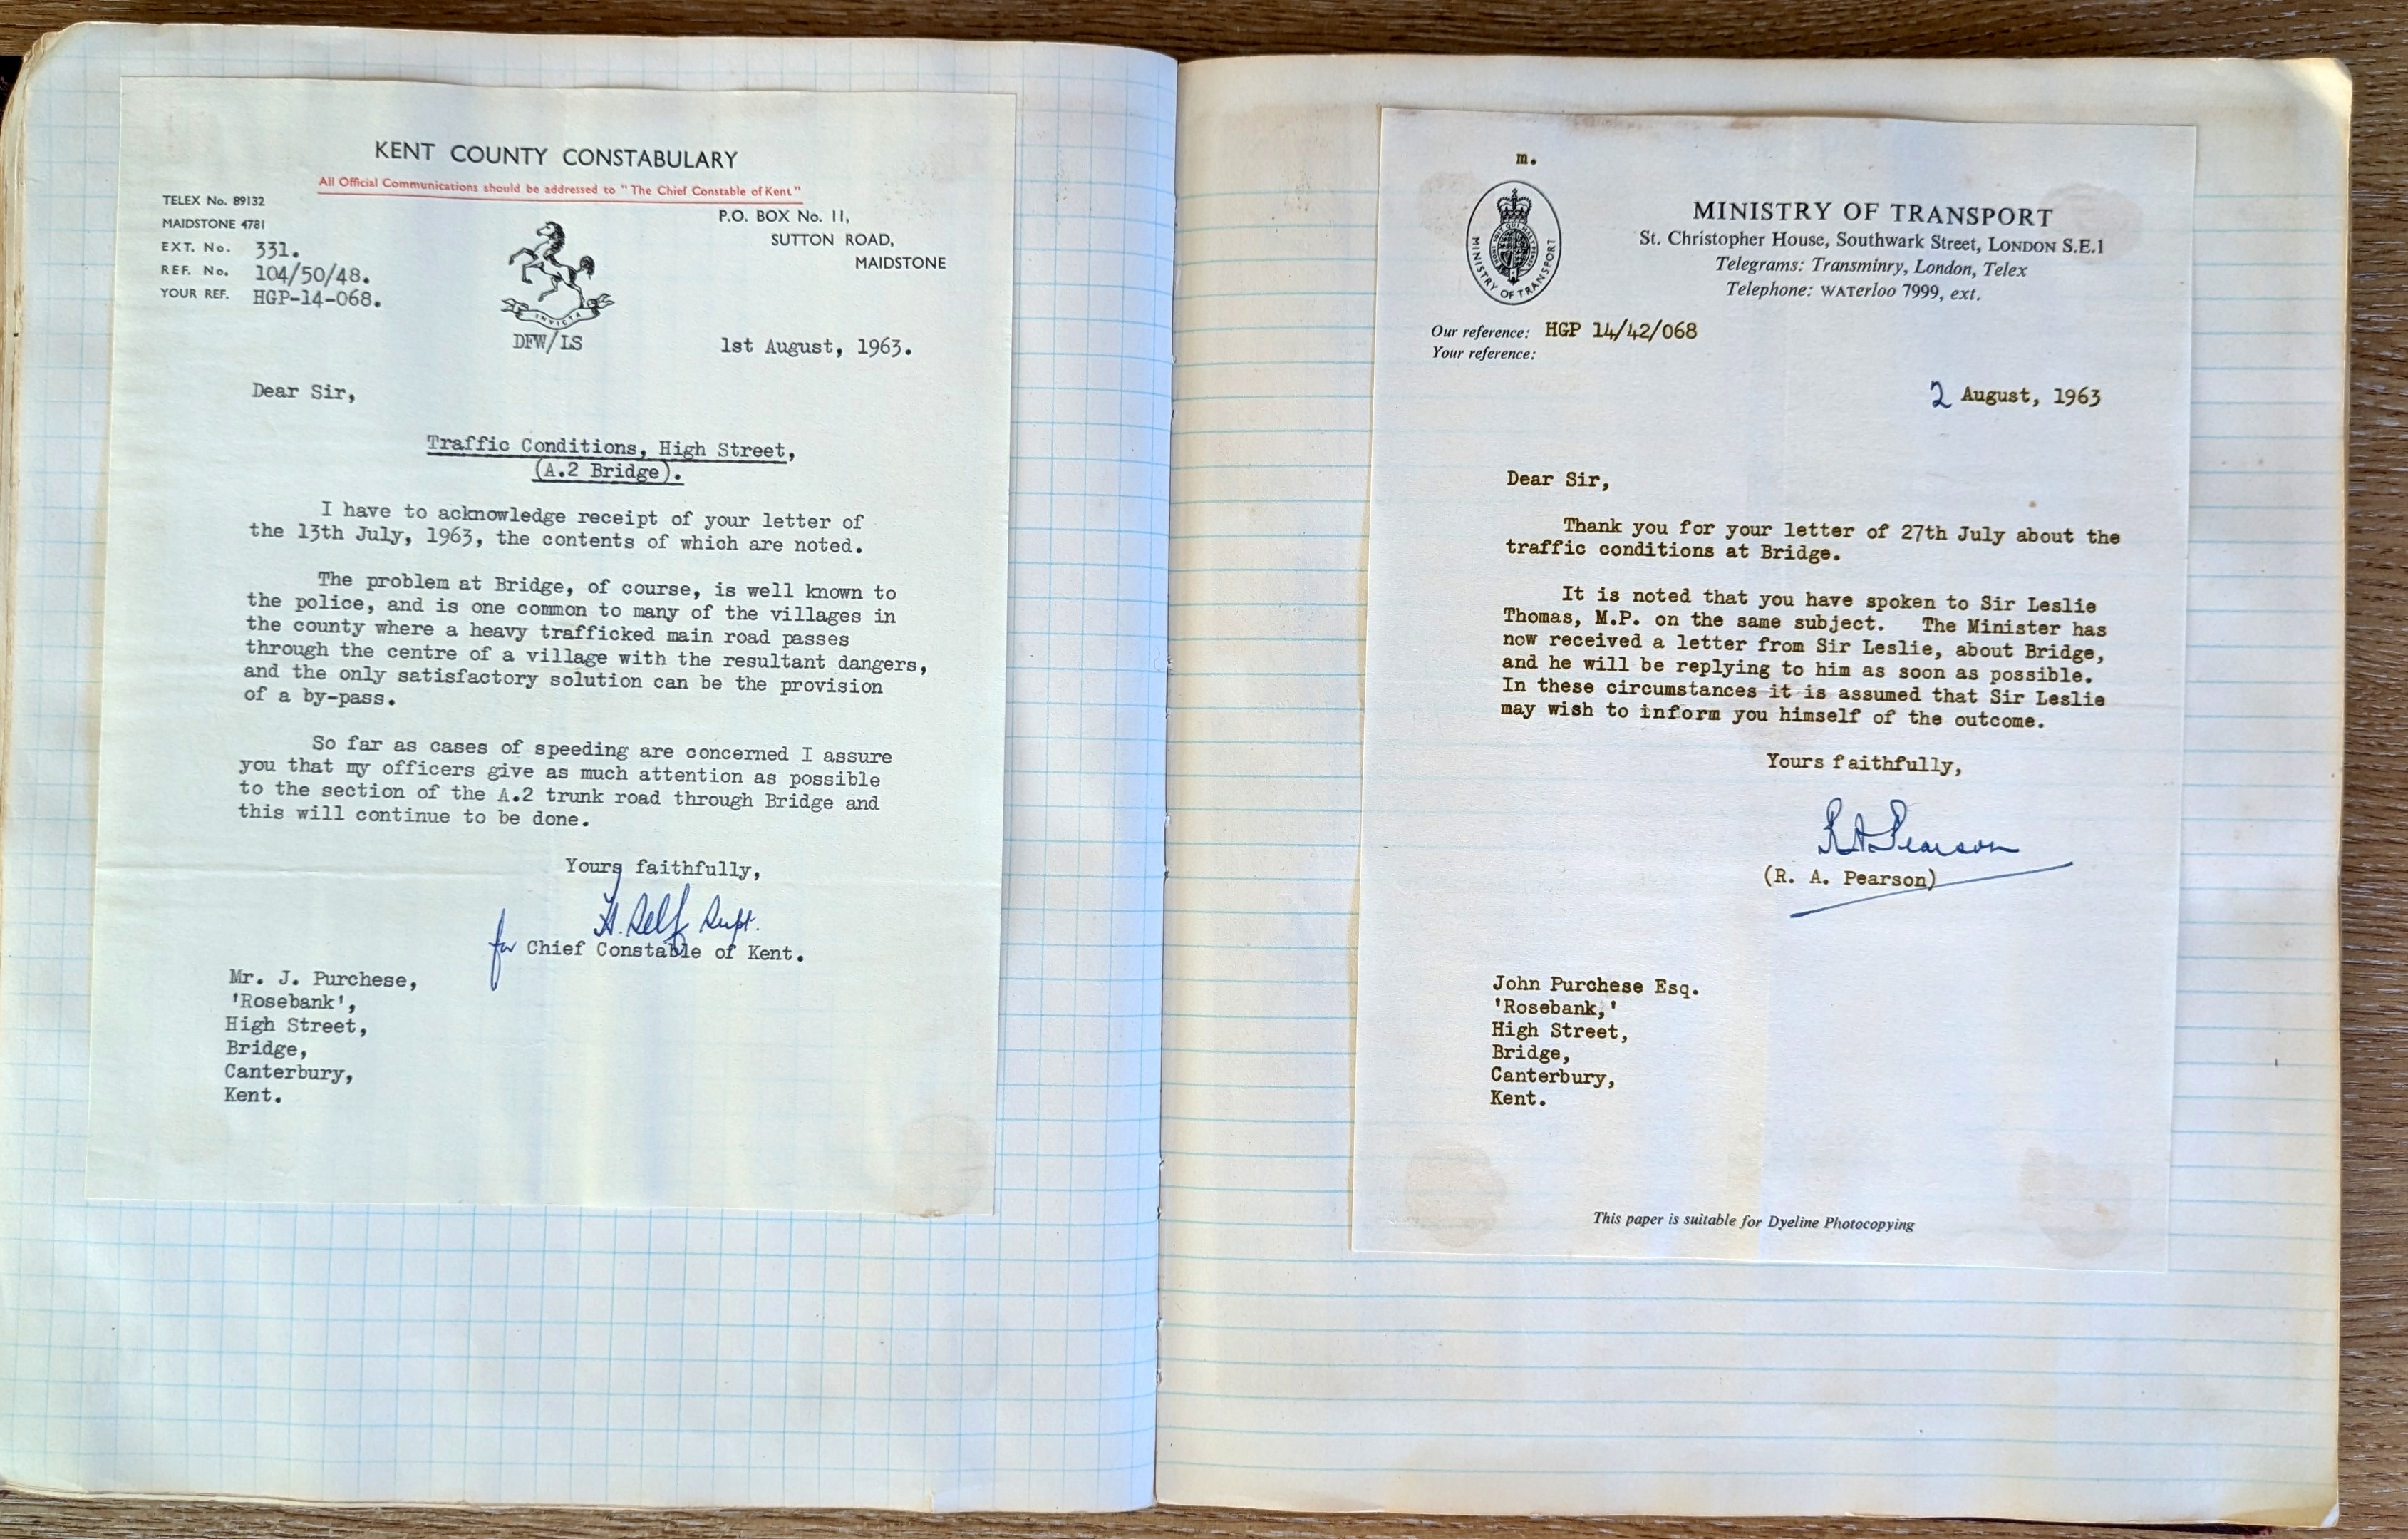 KENT COUNTY CONSTABULARY
All Official Communications should be addressed to "The Chief Constable of Kent"
TELEX No. 89132
MAIDSTONE 4781
EXT. No. 331.
REF. No. 104/50/48.
YOUR REF. HGP-14-068.
P.O. BOX No. 11,
SUTTON ROAD,
MAIDSTONE
INVICTA
DFW/LS
1st August, 1963.
Dear Sir,
Traffic Conditions, High Street,
(A.2 Bridge).
I have to acknowledge receipt of your letter of
the 13th July, 1963, the contents of which are noted.
The problem at Bridge, of course, is well known to
the police, and is one common to many of the villages in
the county where a heavy trafficked main road passes
through the centre of a village with the resultant dangers,
and the only satisfactory solution can be the provision
of a by-pass.
So far as cases of speeding are concerned I assure
you that my officers give as much attention as possible
to the section of the A.2 trunk road through Bridge and
this will continue to be done.
Yours faithfully,
H. Self Supt.
for Chief Constable of Kent.
Mr. J. Purchese,
'Rosebank',
High Street,
Bridge,
Canterbury,
Kent.
m.
MINISTRY OF TRANSPORT
MINISTRY OF TRANSPORT
St. Christopher House, Southwark Street, LONDON S.E.1
Telegrams: Transminry, London, Telex
Telephone: WATerloo 7999, ext.
Our reference: HGP 14/42/068
Your reference:
2 August, 1963
Dear Sir,
Thank you for your letter of 27th July about the
traffic conditions at Bridge.
It is noted that you have spoken to Sir Leslie
Thomas, M.P. on the same subject. The Minister has
now received a letter from Sir Leslie, about Bridge,
and he will be replying to him as soon as possible.
In these circumstances it is assumed that Sir Leslie
may wish to inform you himself of the outcome.
Yours faithfully,
R A Pearson
(R. A. Pearson)
John Purchese Esq.
'Rosebank,'
High Street,
Bridge,
Canterbury,
Kent.
This paper is suitable for Dyeline Photocopying